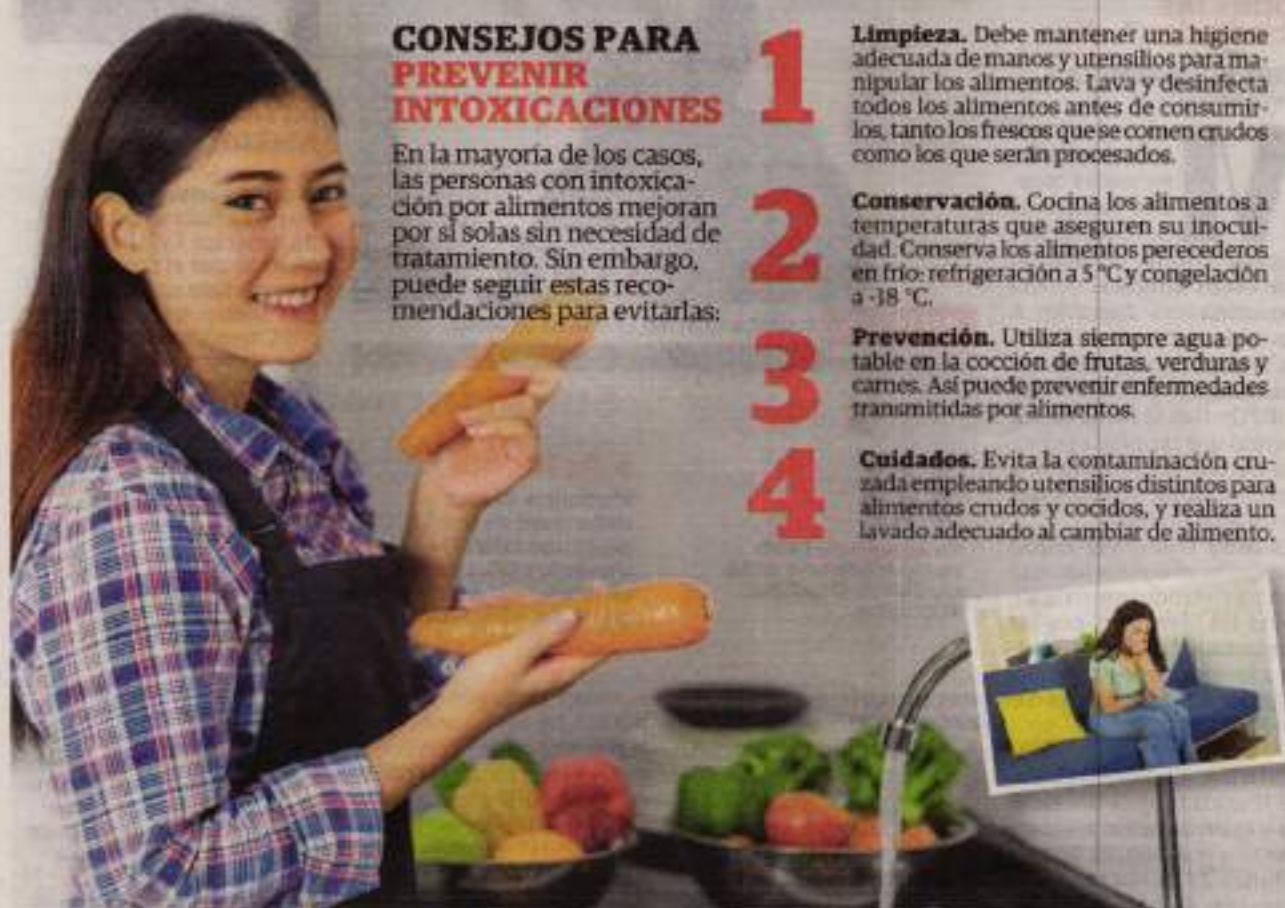 CONSEJOS PARA
PREVENIR
INTOXICACIONES
En la mayoría de los casos,
las personas con intoxica-
ción por alimentos mejoran
por sí solas sin necesidad de
tratamiento. Sin embargo,
puede seguir estas reco-
mendaciones para evitarlas:
1
Limpieza. Debe mantener una higiene
adecuada de manos y utensilios para ma-
nipular los alimentos. Lava y desinfecta
todos los alimentos antes de consumir-
los, tanto los frescos que se comen crudos
como los que serán procesados.
2
Conservación. Cocina los alimentos a
temperaturas que aseguren su inocui-
dad. Conserva los alimentos perecederos
en frío: refrigeración a 5 °C y congelación
a -18 °C.
3
Prevención. Utiliza siempre agua po-
table en la cocción de frutas, verduras y
carnes. Así puede prevenir enfermedades
transmitidas por alimentos.
4
Cuidados. Evita la contaminación cru-
zada empleando utensilios distintos para
alimentos crudos y cocidos, y realiza un
lavado adecuado al cambiar de alimento.